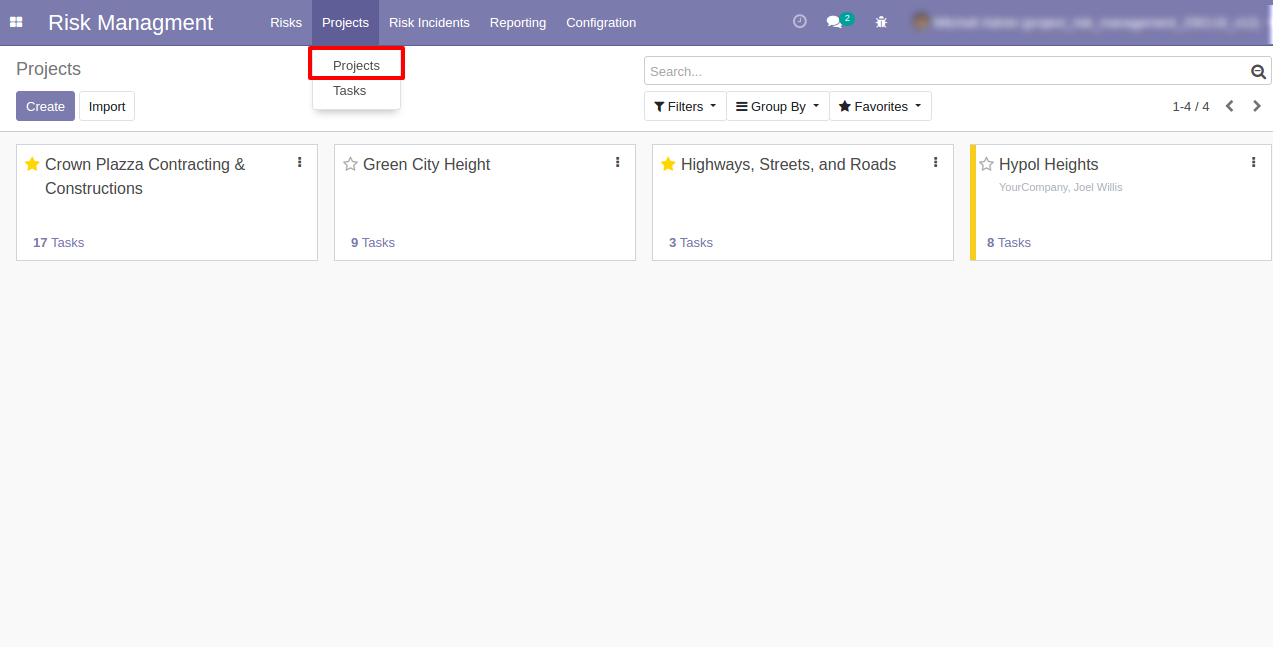 Risk Managment
Risks Projects Risk Incidents Reporting Configration 2
Projects
Tasks
Projects
Search...
Create Import
Filters Group By Favorites 1-4 / 4
Crown Plazza Contracting &
Constructions
17 Tasks
Green City Height
9 Tasks
Highways, Streets, and Roads
3 Tasks
Hypol Heights
YourCompany, Joel Willis
8 Tasks